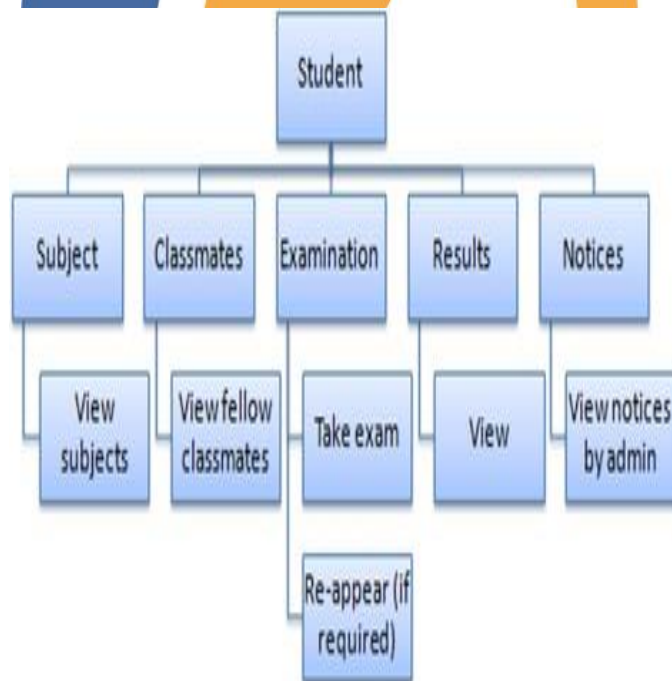 Student
Subject
Classmates
Examination
Results
Notices
View
subjects
View fellow
classmates
Take exam
View
View notices
by admin
Re-appear (if
required)